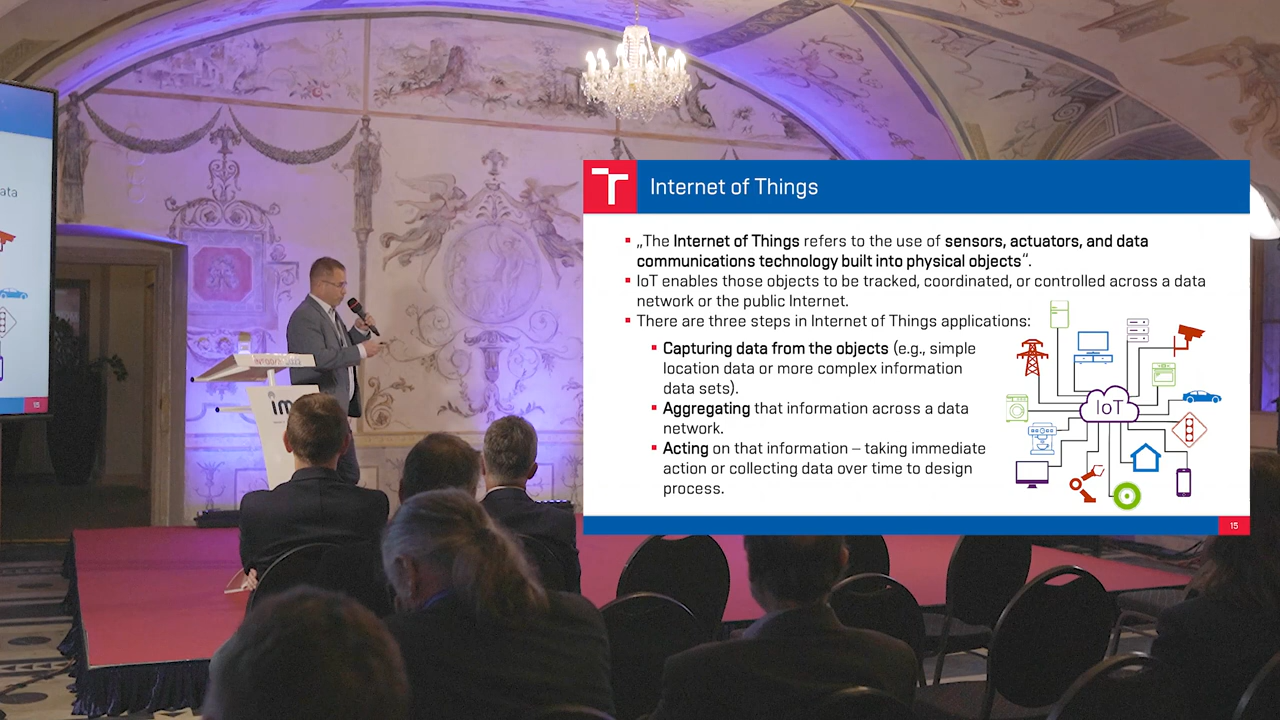 ata
15
im
Internet of Things
„The Internet of Things refers to the use of sensors, actuators, and data
communications technology built into physical objects“.
IoT enables those objects to be tracked, coordinated, or controlled across a data
network or the public Internet.
There are three steps in Internet of Things applications:
Capturing data from the objects (e.g., simple
location data or more complex information
data sets).
Aggregating that information across a data
network.
Acting on that information – taking immediate
action or collecting data over time to design
process.
IoT
15